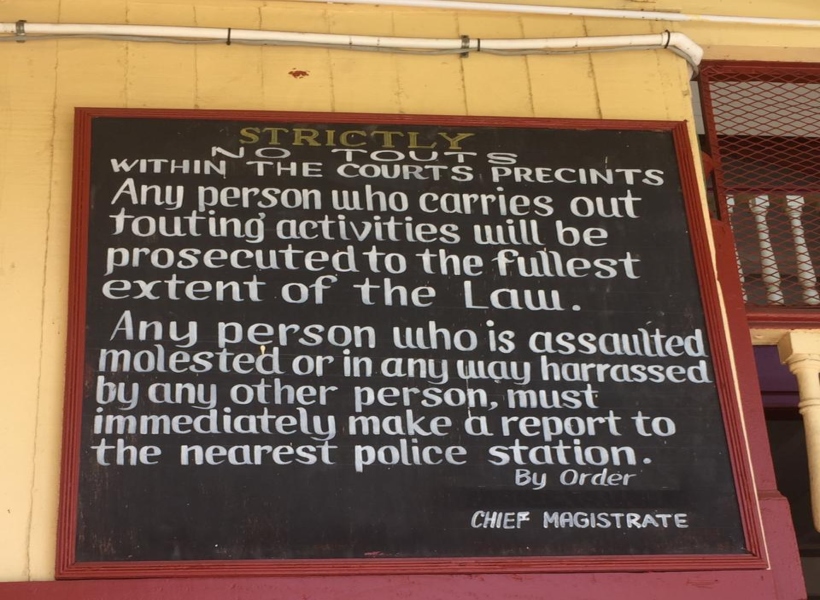 STRICTLY
NO TOUTS
WITHIN THE COURTS PRECINTS
Any person who carries out
touting activities will be
prosecuted to the fullest
extent of the Law.
Any person who is assaulted
molested or in any way harrassed
by any other person, must
immediately make a report to
the nearest police station.
By Order
CHIEF MAGISTRATE